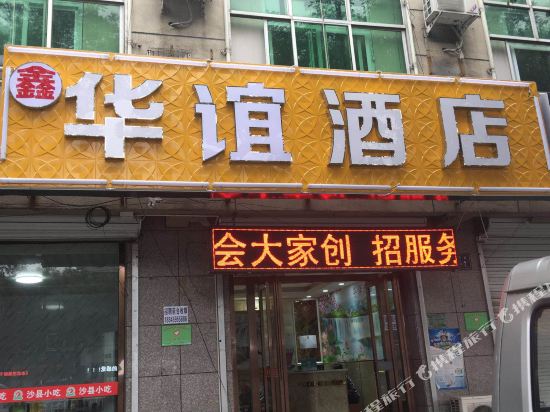 鑫
华谊酒店
会大家创 招服务
沙县小吃 沙县小吃
携程旅行